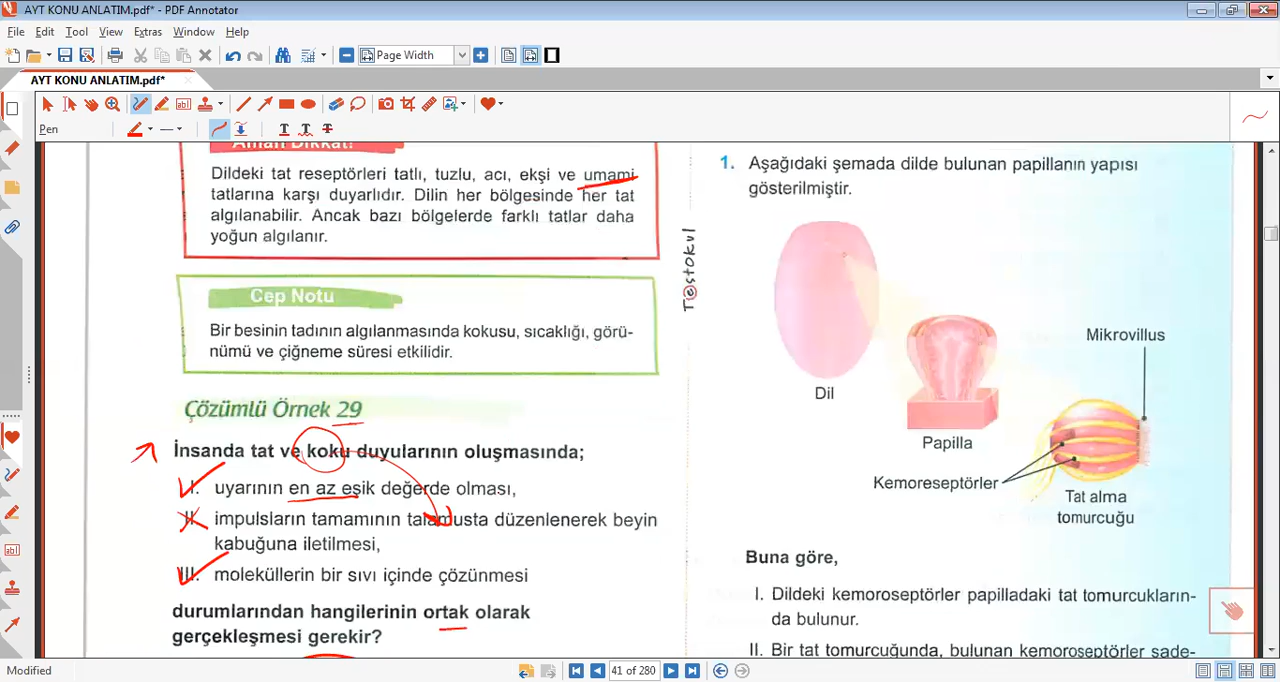 AYT KONU ANLATIM.pdf* - PDF Annotator
File Edit Tool View Extras Window Help
Page Width
AYT KONU ANLATIM.pdf*
Pen
Aman Dikkat!
Dildeki tat reseptörleri tatlı, tuzlu, acı, ekşi ve umami
tatlarına karşı duyarlıdır. Dilin her bölgesinde her tat
algılanabilir. Ancak bazı bölgelerde farklı tatlar daha
yoğun algılanır.
Cep Notu
Bir besinin tadının algılanmasında kokusu, sıcaklığı, görü-
nümü ve çiğneme süresi etkilidir.
Çözümlü Örnek 29
İnsanda tat ve koku duyularının oluşmasında;
I. uyarının en az eşik değerde olması,
II. impulsların tamamının talamusta düzenlenerek beyin
kabuğuna iletilmesi,
III. moleküllerin bir sıvı içinde çözünmesi
durumlarından hangilerinin ortak olarak
gerçekleşmesi gerekir?
Testokul
1. Aşağıdaki şemada dilde bulunan papillanın yapısı
gösterilmiştir.
Mikrovillus
Dil
Papilla
Kemoreseptörler
Tat alma
tomurcuğu
Buna göre,
I. Dildeki kemoroseptörler papilladaki tat tomurcukların-
da bulunur.
II. Bir tat tomurcuğunda, bulunan kemoroseptörler sade-
Modified
41 of 280